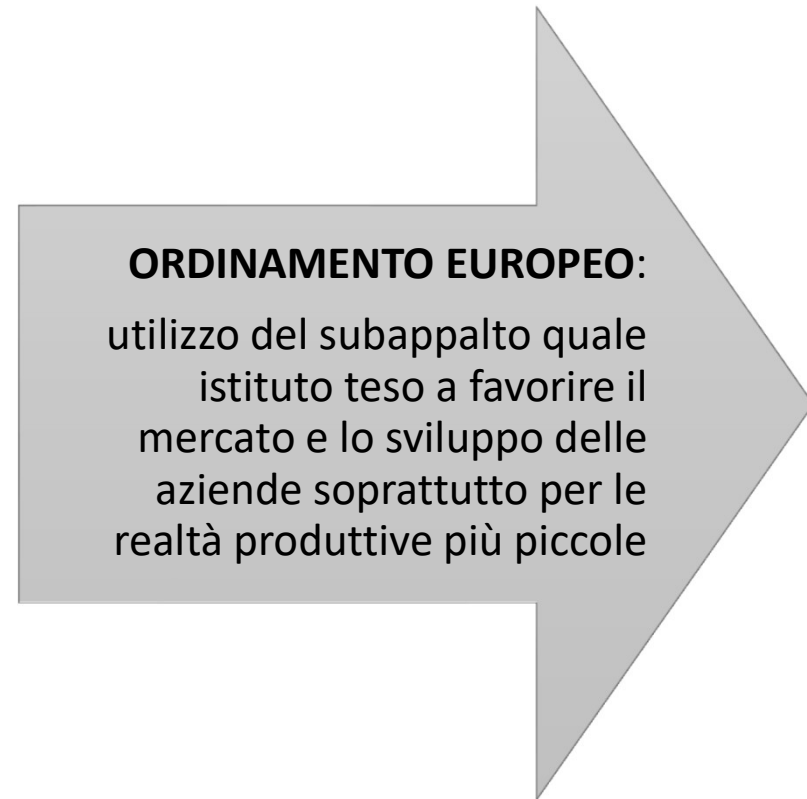 ORDINAMENTO EUROPEO:
utilizzo del subappalto quale
istituto teso a favorire il
mercato e lo sviluppo delle
aziende soprattutto per le
realtà produttive più piccole